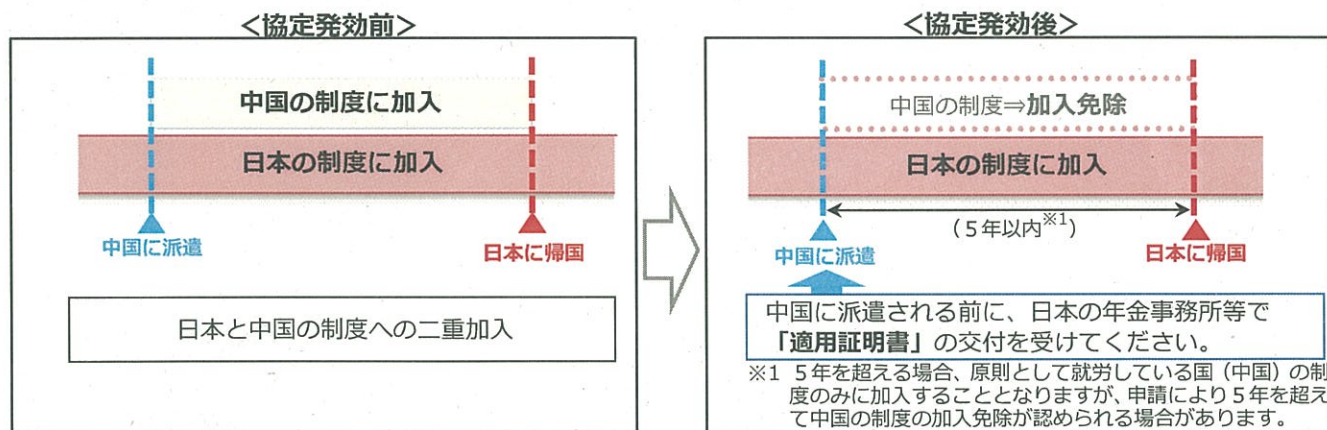 <協定発効前>
中国の制度に加入
日本の制度に加入
中国に派遣
日本に帰国
日本と中国の制度への二重加入
<協定発効後>
中国の制度⇒加入免除
日本の制度に加入
(5年以内※1)
中国に派遣
日本に帰国
中国に派遣される前に、日本の年金事務所等で
「適用証明書」の交付を受けてください。
※1 5年を超える場合、原則として就労している国(中国)の制
度のみに加入することとなりますが、申請により5年を超え
て中国の制度の加入免除が認められる場合があります。